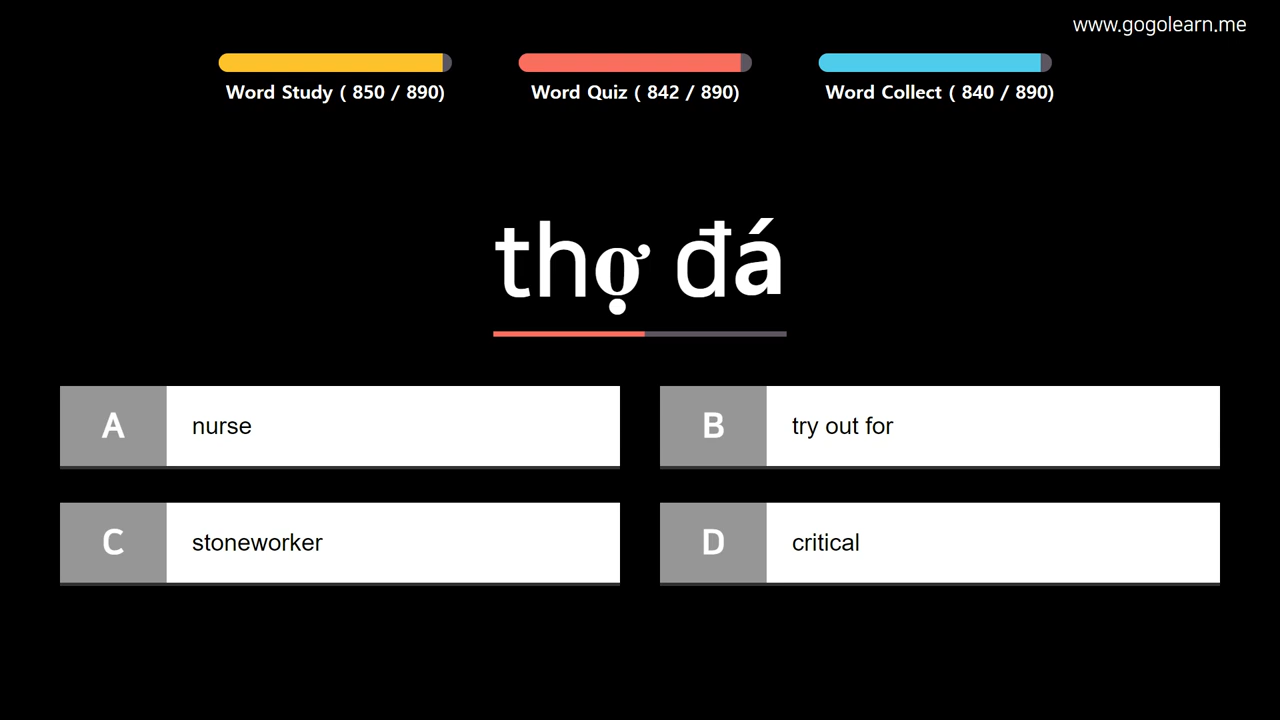 www.gogolearn.me
Word Study ( 850 / 890)
Word Quiz ( 842 / 890)
Word Collect ( 840 / 890)
thợ đá
A nurse
B try out for
C stoneworker
D critical